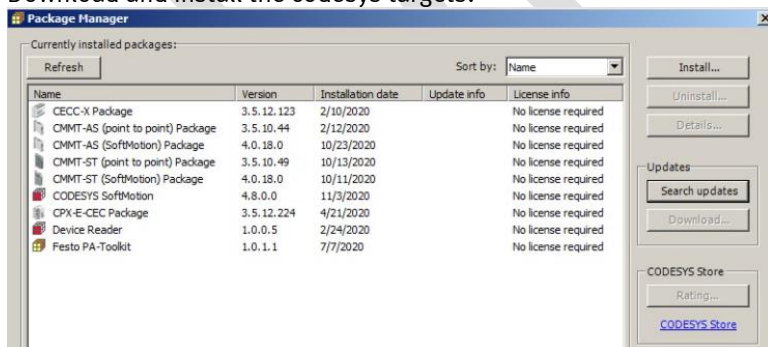 Download and install the codesys targets:
Package Manager
Currently installed packages:
Refresh
Sort by: Name
Name Version Installation date Update info License info
CECC-X Package 3.5.12.123 2/10/2020 No license required
CMMT-AS (point to point) Package 3.5.10.44 2/12/2020 No license required
CMMT-AS (SoftMotion) Package 4.0.18.0 10/23/2020 No license required
CMMT-ST (point to point) Package 3.5.10.49 10/13/2020 No license required
CMMT-ST (SoftMotion) Package 4.0.18.0 10/11/2020 No license required
CODESYS SoftMotion 4.8.0.0 11/3/2020 No license required
CPX-E-CEC Package 3.5.12.224 4/21/2020 No license required
Device Reader 1.0.0.5 2/24/2020 No license required
Festo PA-Toolkit 1.0.1.1 7/7/2020 No license required
Install...
Uninstall...
Details...
Updates
Search updates
Download...
CODESYS Store
Rating...
CODESYS Store